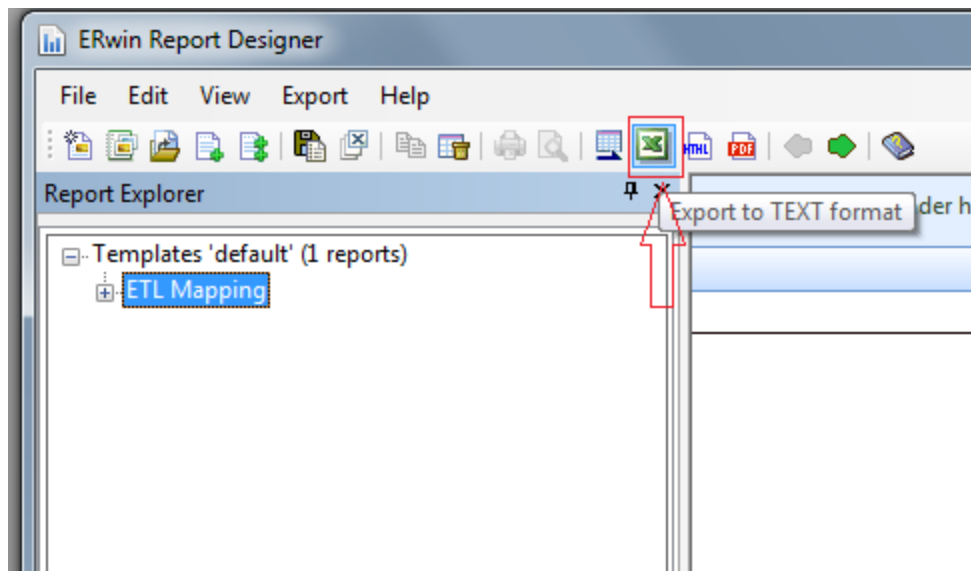 ERwin Report Designer
File Edit View Export Help
HTML PDF
Report Explorer
Export to TEXT format
der h
Templates 'default' (1 reports)
ETL Mapping